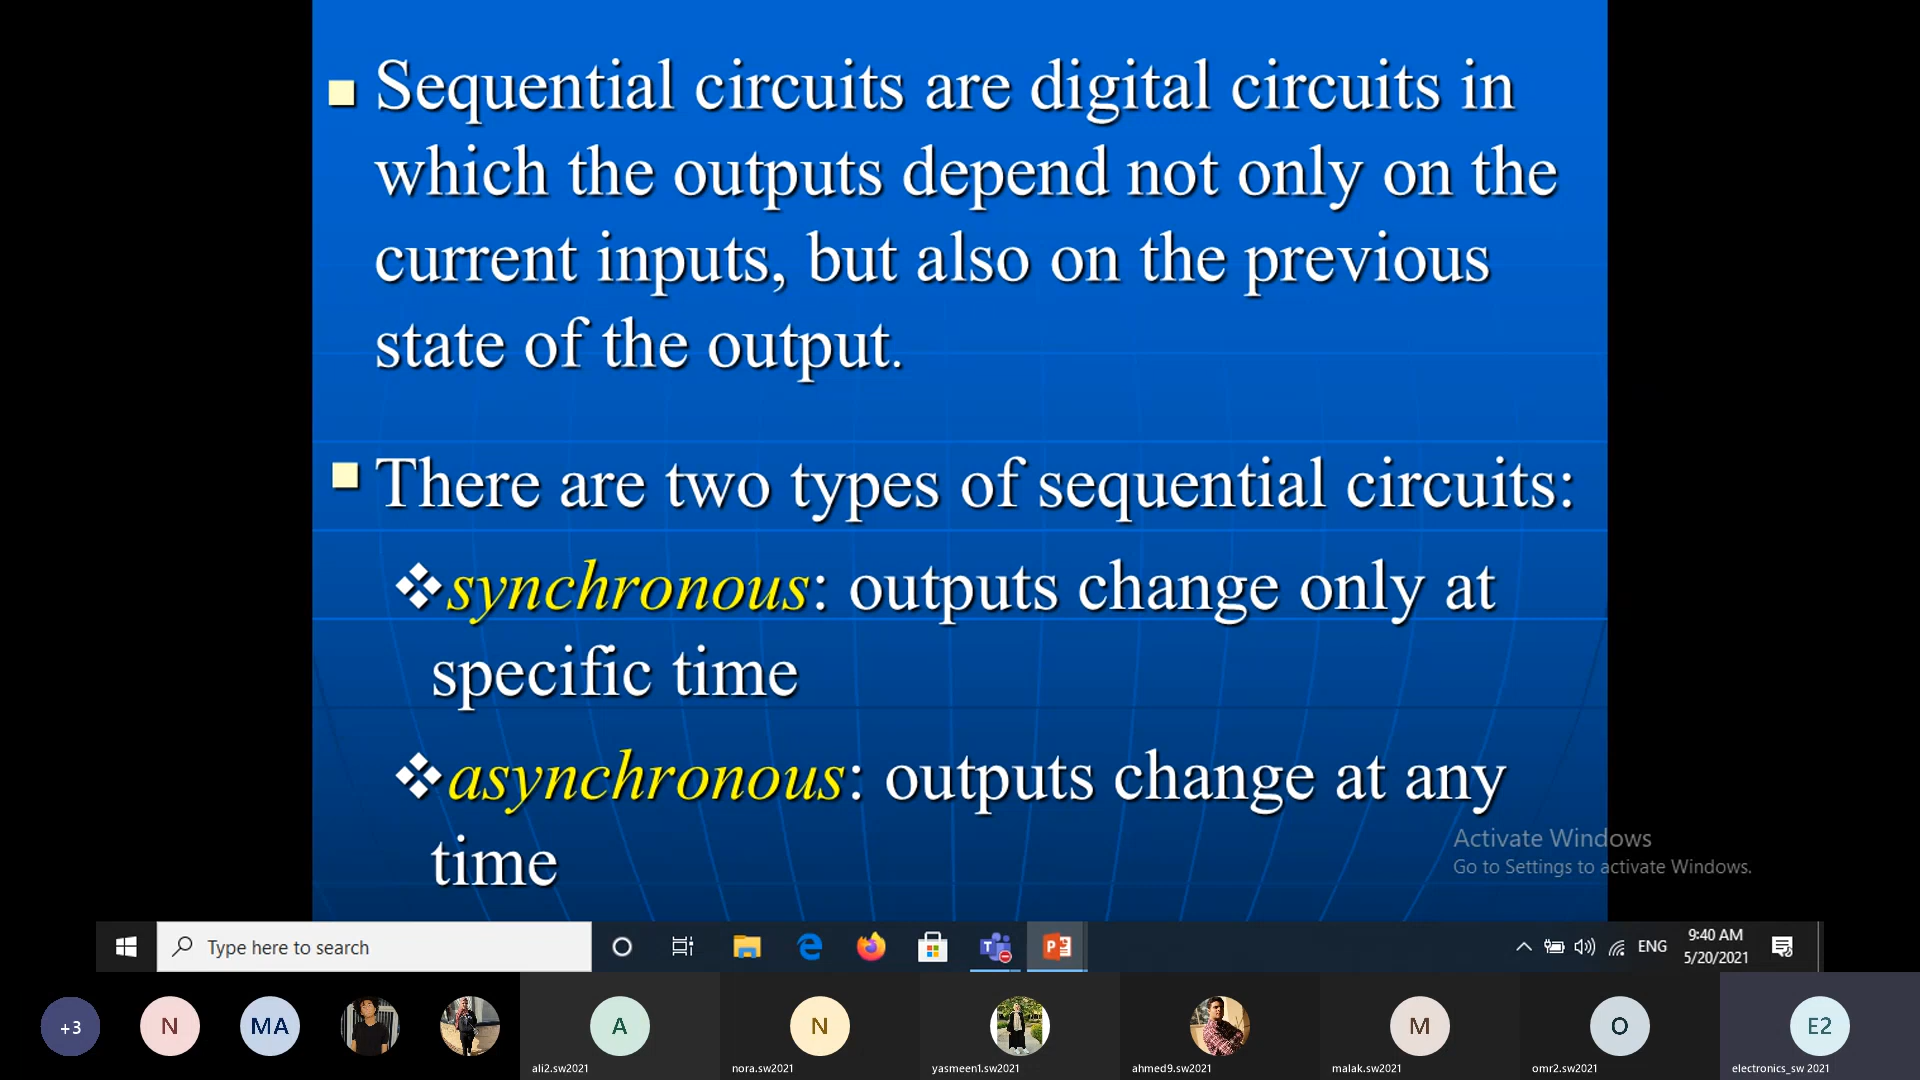 Sequential circuits are digital circuits in
which the outputs depend not only on the
current inputs, but also on the previous
state of the output.
There are two types of sequential circuits:
synchronous: outputs change only at
specific time
asynchronous: outputs change at any
time
Activate Windows
Go to Settings to activate Windows.
Type here to search
ENG
9:40 AM
5/20/2021
+3
N
MA
A
N
M
O
E2
ali2.sw2021
nora.sw2021
yasmeen1.sw2021
ahmed9.sw2021
malak.sw2021
omr2.sw2021
electronics_sw 2021